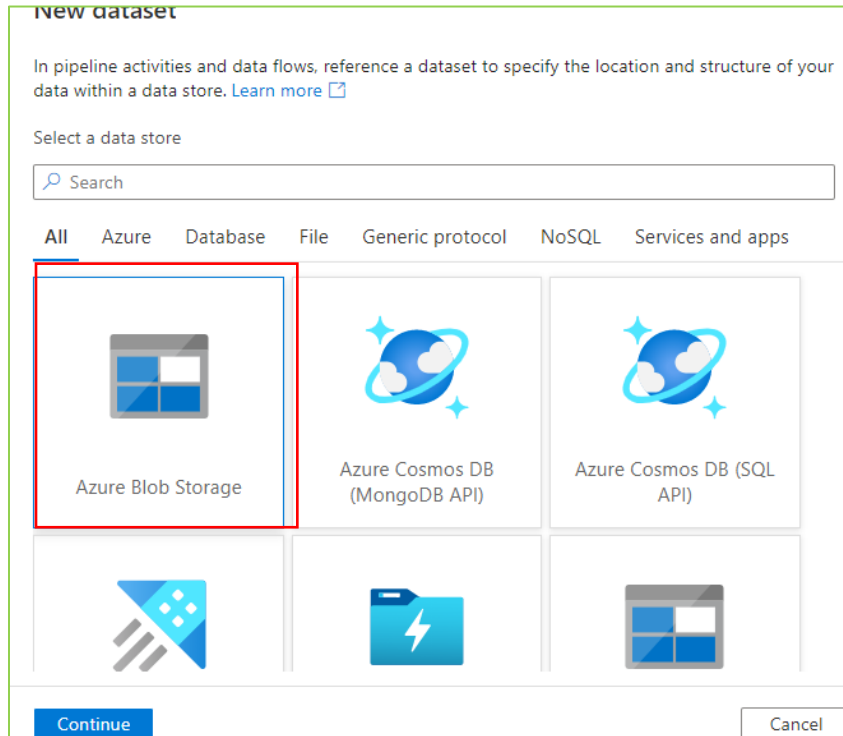 New dataset
In pipeline activities and data flows, reference a dataset to specify the location and structure of your
data within a data store. Learn more
Select a data store
Search
All Azure Database File Generic protocol NoSQL Services and apps
Azure Blob Storage
Azure Cosmos DB
(MongoDB API)
Azure Cosmos DB (SQL
API)
Continue
Cancel